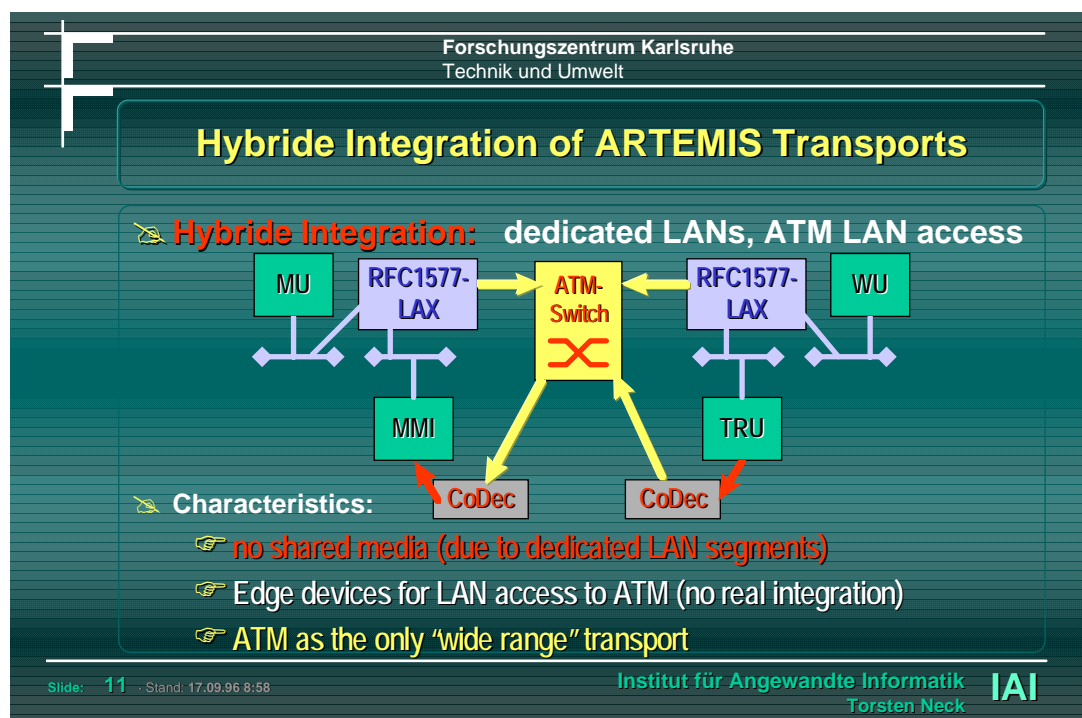 Forschungszentrum Karlsruhe
Technik und Umwelt
Hybride Integration of ARTEMIS Transports
Hybride Integration: dedicated LANs, ATM LAN access
MU
RFC1577-
LAX
ATM-
Switch
RFC1577-
LAX
WU
MMI
TRU
CoDec
CoDec
Characteristics:
no shared media (due to dedicated LAN segments)
Edge devices for LAN access to ATM (no real integration)
ATM as the only “wide range” transport
Slide: 11 - Stand: 17.09.96 8:58
Institut für Angewandte Informatik
Torsten Neck
IAI